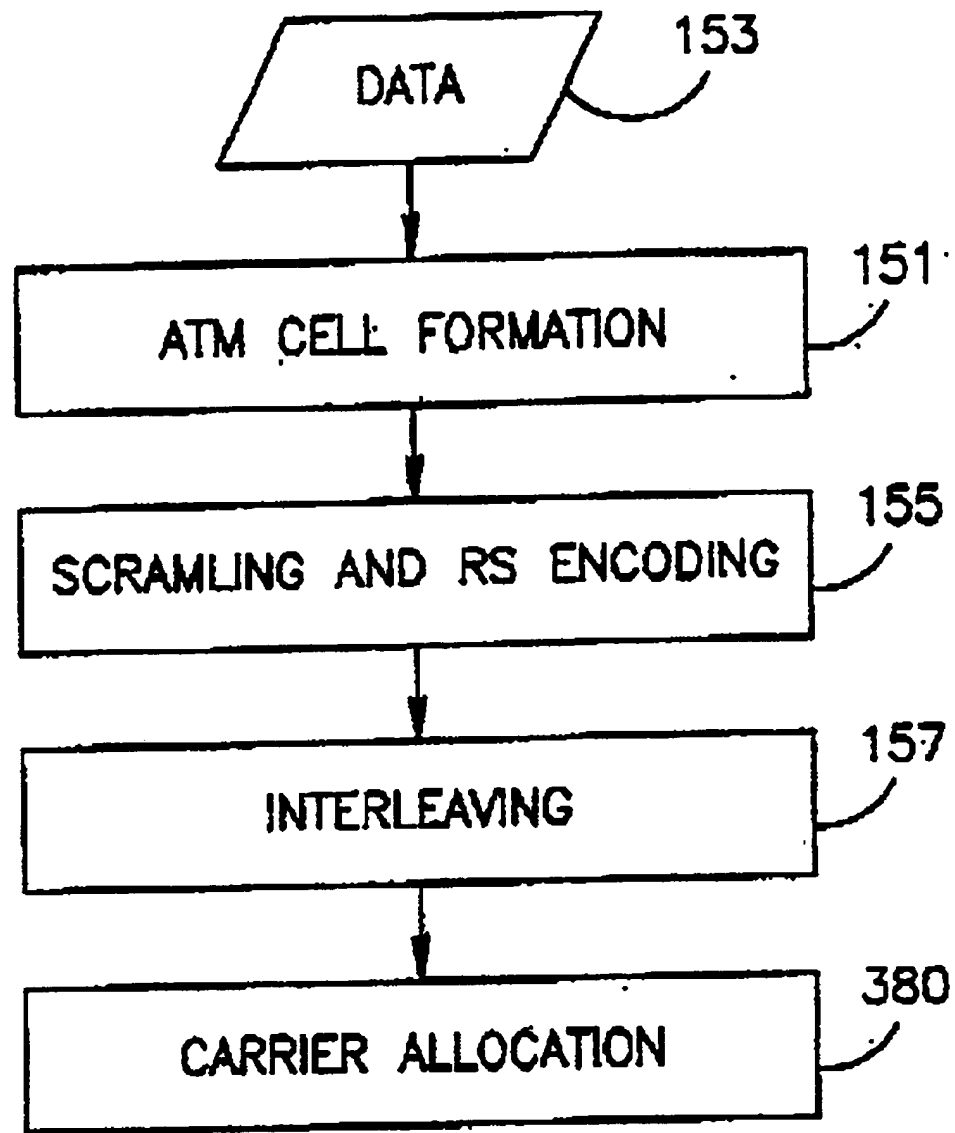 153
DATA
151
ATM CELL FORMATION
155
SCRAMLING AND RS ENCODING
157
INTERLEAVING
380
CARRIER ALLOCATION